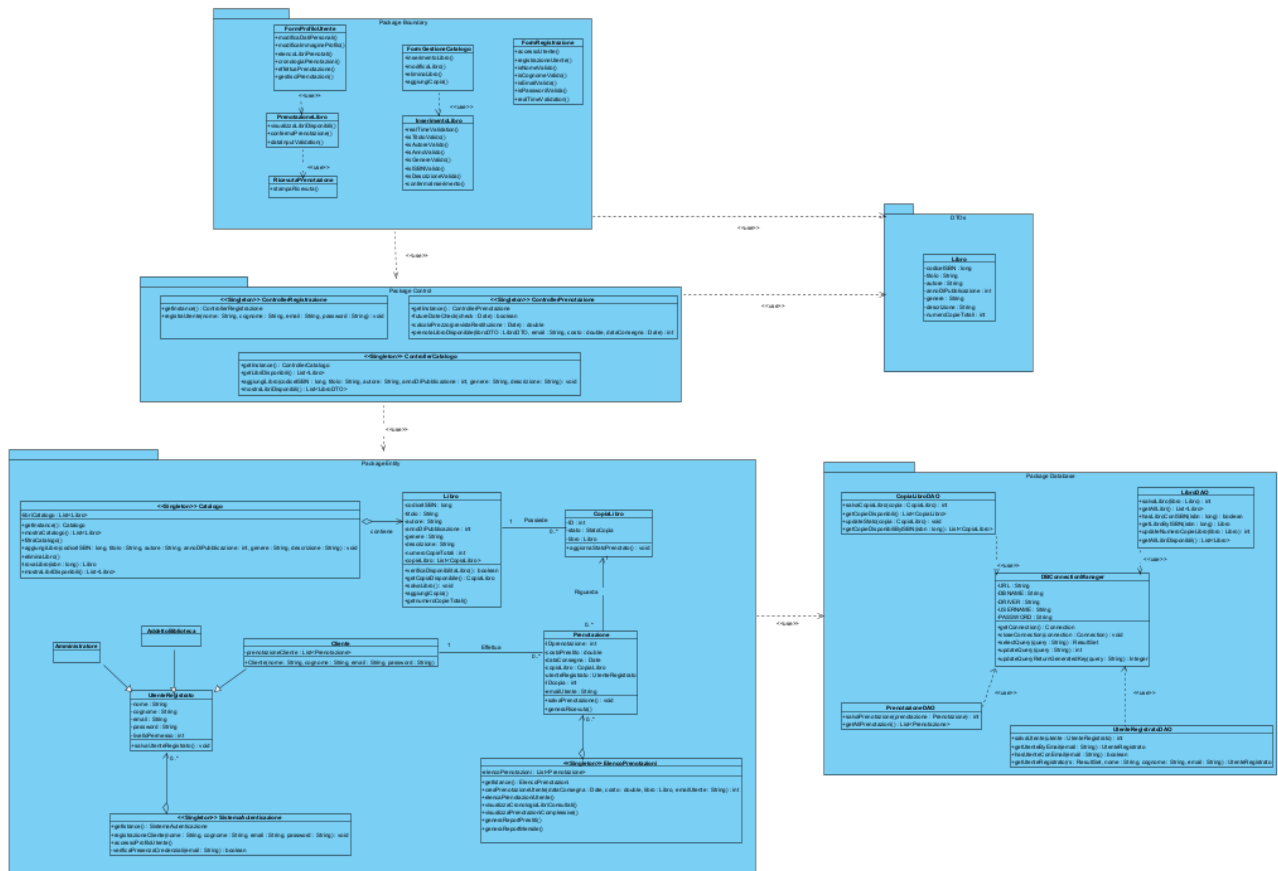 Package Boundary
FormProfiloUtente
+modificaDatiPersonali()
+modificaImmagineProfilo()
+elencoLibriPrenotati()
+cronologiaPrenotazioni()
+effettuaPrenotazione()
+gestisciPrenotazioni()
<<use>>
PrenotazioneLibro
+visualizzaLibriDisponibili()
+confermaPrenotazione()
+dataInputValidation()
<<use>>
RicevutaPrenotazione
+stampaRicevuta()
FormGestioneCatalogo
+inserimentoLibro()
+modificaLibro()
+eliminaLibro()
+aggiungiCopia()
<<use>>
InserimentoLibro
+realTimeValidation()
+isTitoloValido()
+isAutoreValido()
+isAnnoValido()
+isGenereValido()
+isISBNValido()
+isDescrizioneValida()
+confermaInserimento()
FormRegistrazione
+accessoUtente()
+registrazioneUtente()
+isNomeValido()
+isCognomeValido()
+isEmailValida()
+isPasswordValida()
+realTimeValidation()
<<use>>
<<use>>
DTOs
Libro
-codiceISBN : long
-titolo : String
-autore : String
-annoDiPubblicazione : int
-genere : String
-descrizione : String
-numeroCopieTotali : int
Package Control
<<Singleton>> ControllerRegistrazione
+getInstance() : ControllerRegistrazione
+registraUtente(nome : String, cognome : String, email : String, password : String) : void
<<Singleton>> ControllerPrenotazione
+getInstance() : ControllerPrenotazione
+futureDateCheck(check : Date) : boolean
+calcolaPrezzo(previstaRestituzione : Date) : double
+prenotaLibroDisponibile(libroDTO : LibroDTO, email : String, costo : double, dataConsegna : Date) : int
<<Singleton>> ControllerCatalogo
+getInstance() : ControllerCatalogo
+getLibriDisponibili() : List<Libro>
+aggiungiLibro(codiceISBN : long, titolo : String, autore : String, annoDiPubblicazione : int, genere : String, descrizione : String) : void
+mostraLibriDisponibili() : List<LibroDTO>
<<use>>
<<use>>
PackageEntity
<<Singleton>> Catalogo
-libriCatalogo : List<Libro>
+getInstance() : Catalogo
+mostraCatalogo() : List<Libro>
+filtraCatalogo()
+aggiungiLibro(codiceISBN : long, titolo : String, autore : String, annoDiPubblicazione : int, genere : String, descrizione : String) : void
+eliminaLibro()
+trovaLibro(isbn : long) : Libro
+mostraLibriDisponibili() : List<Libro>
contiene
Libro
-codiceISBN : long
-titolo : String
-autore : String
-annoDiPubblicazione : int
-genere : String
-descrizione : String
-numeroCopieTotali : int
-copieLibro : List<CopiaLibro>
+verificaDisponibilitaLibro() : boolean
+getCopiaDisponibile() : CopiaLibro
+salvaLibro() : void
+aggiungiCopia()
+getnumeroCopieTotali()
1
Possiede
0..*
CopiaLibro
-ID : int
-stato : StatoCopia
-libro : Libro
+aggiornaStatoPrenotato() : void
Riguarda
0..*
Amministratore
AddettoBiblioteca
Cliente
-prenotazioneCliente : List<Prenotazione>
+Cliente(nome : String, cognome : String, email : String, password : String)
1
Effettua
Prenotazione
-IDprenotazione : int
-costoPrestito : double
-dataConsegna : Date
-copiaLibro : CopiaLibro
-utenteRegistrato : UtenteRegistrato
-IDcopia : int
-emailUtente : String
+salvaPrenotazione() : void
+generaRicevuta()
0..*
UtenteRegistrato
-nome : String
-cognome : String
-email : String
-password : String
-livelloPermesso : int
+salvaUtenteRegistrato() : void
0..*
<<Singleton>> SistemaAutenticazione
+getIstance() : SistemaAutenticazione
+registrazioneCliente(nome : String, cognome : String, email : String, password : String) : void
+accessoProfiloUtente()
-verificaPresenzaCredenziali(email : String) : boolean
<<Singleton>> ElencoPrenotazioni
-elencoPrenotazioni : List<Prenotazione>
+getIstance() : ElencoPrenotazioni
+creaPrenotazioneUtente(dataConsegna : Date, costo : double, libro : Libro, emailUtente : String) : int
+elencaPrenotazioniUtente()
+visualizzaCronologiaLibriConsultati()
+visualizzaPrenotazioniComplessive()
+generaReportPrestiti()
+generaReportMensile()
<<use>>
Package Database
CopiaLibroDAO
+salvaCopiaLibro(copia : CopiaLibro) : int
+getCopieDisponibili() : List<CopiaLibro>
+updateStato(copia : CopiaLibro) : void
+getCopieDisponibiliByISBN(isbn : long) : List<CopiaLibro>
<<use>>
LibroDAO
+salvaLibro(libro : Libro) : int
+getAllLibri() : List<Libro>
+hasLibroConISBN(isbn : long) : boolean
+getLibroByISBN(isbn : long) : Libro
+updateNumeroCopieLibro(libro : Libro) : int
+getAllLibriDisponibili() : List<Libro>
<<use>>
DBConnectionManager
-URL : String
-DBNAME : String
-DRIVER : String
-USERNAME : String
-PASSWORD : String
+getConnection() : Connection
+closeConnection(connection : Connection) : void
+selectQuery(query : String) : ResultSet
+updateQuery(query : String) : int
+updateQueryReturnGeneratedKey(query : String) : Integer
<<use>>
<<use>>
PrenotazioneDAO
+salvaPrenotazione(prenotazione : Prenotazione) : int
+getAllPrenotazioni() : List<Prenotazione>
UtenteRegistratoDAO
+salvaUtente(utente : UtenteRegistrato) : int
+getUtenteByEmail(email : String) : UtenteRegistrato
+hasUtenteConEmail(email : String) : boolean
+getUtenteRegistrato(rs : ResultSet, nome : String, cognome : String, email : String) : UtenteRegistrato